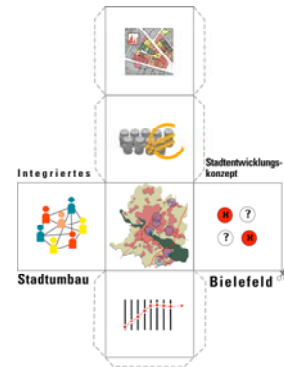 Integriertes
Stadtentwicklungs-
konzept
? 
?
Stadtumbau
Bielefeld